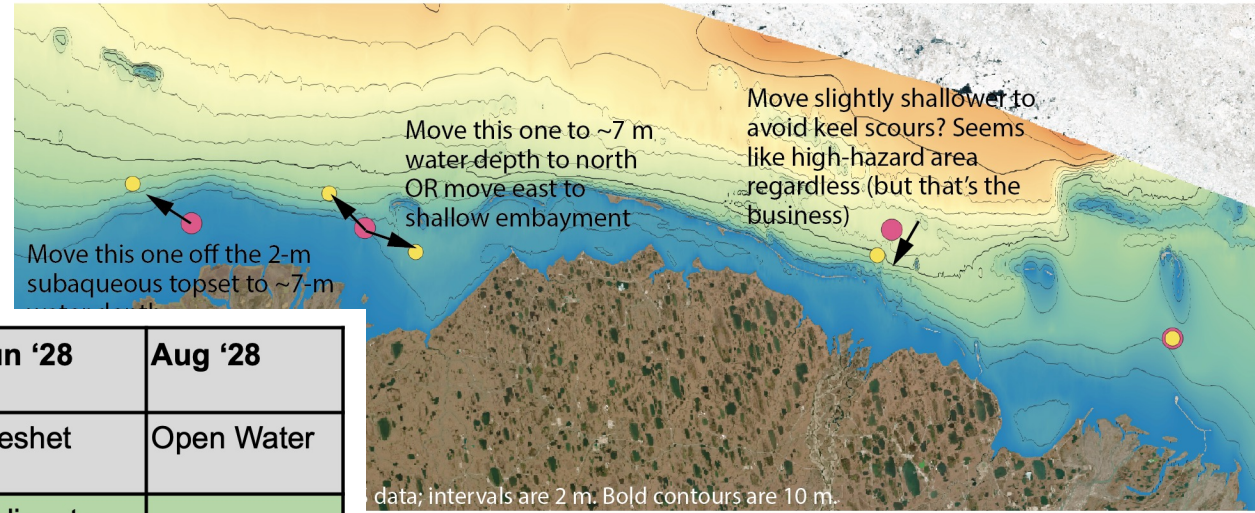 Move this one to ~7 m
water depth to north
OR move east to
shallow embayment
Move slightly shallower to
avoid keel scours? Seems
like high-hazard area
regardless (but that's the
business)
Move this one off the 2-m
subaqueous topset to ~7-m
‘28
Aug ‘28
Open Water
data; intervals are 2 m. Bold contours are 10 m.